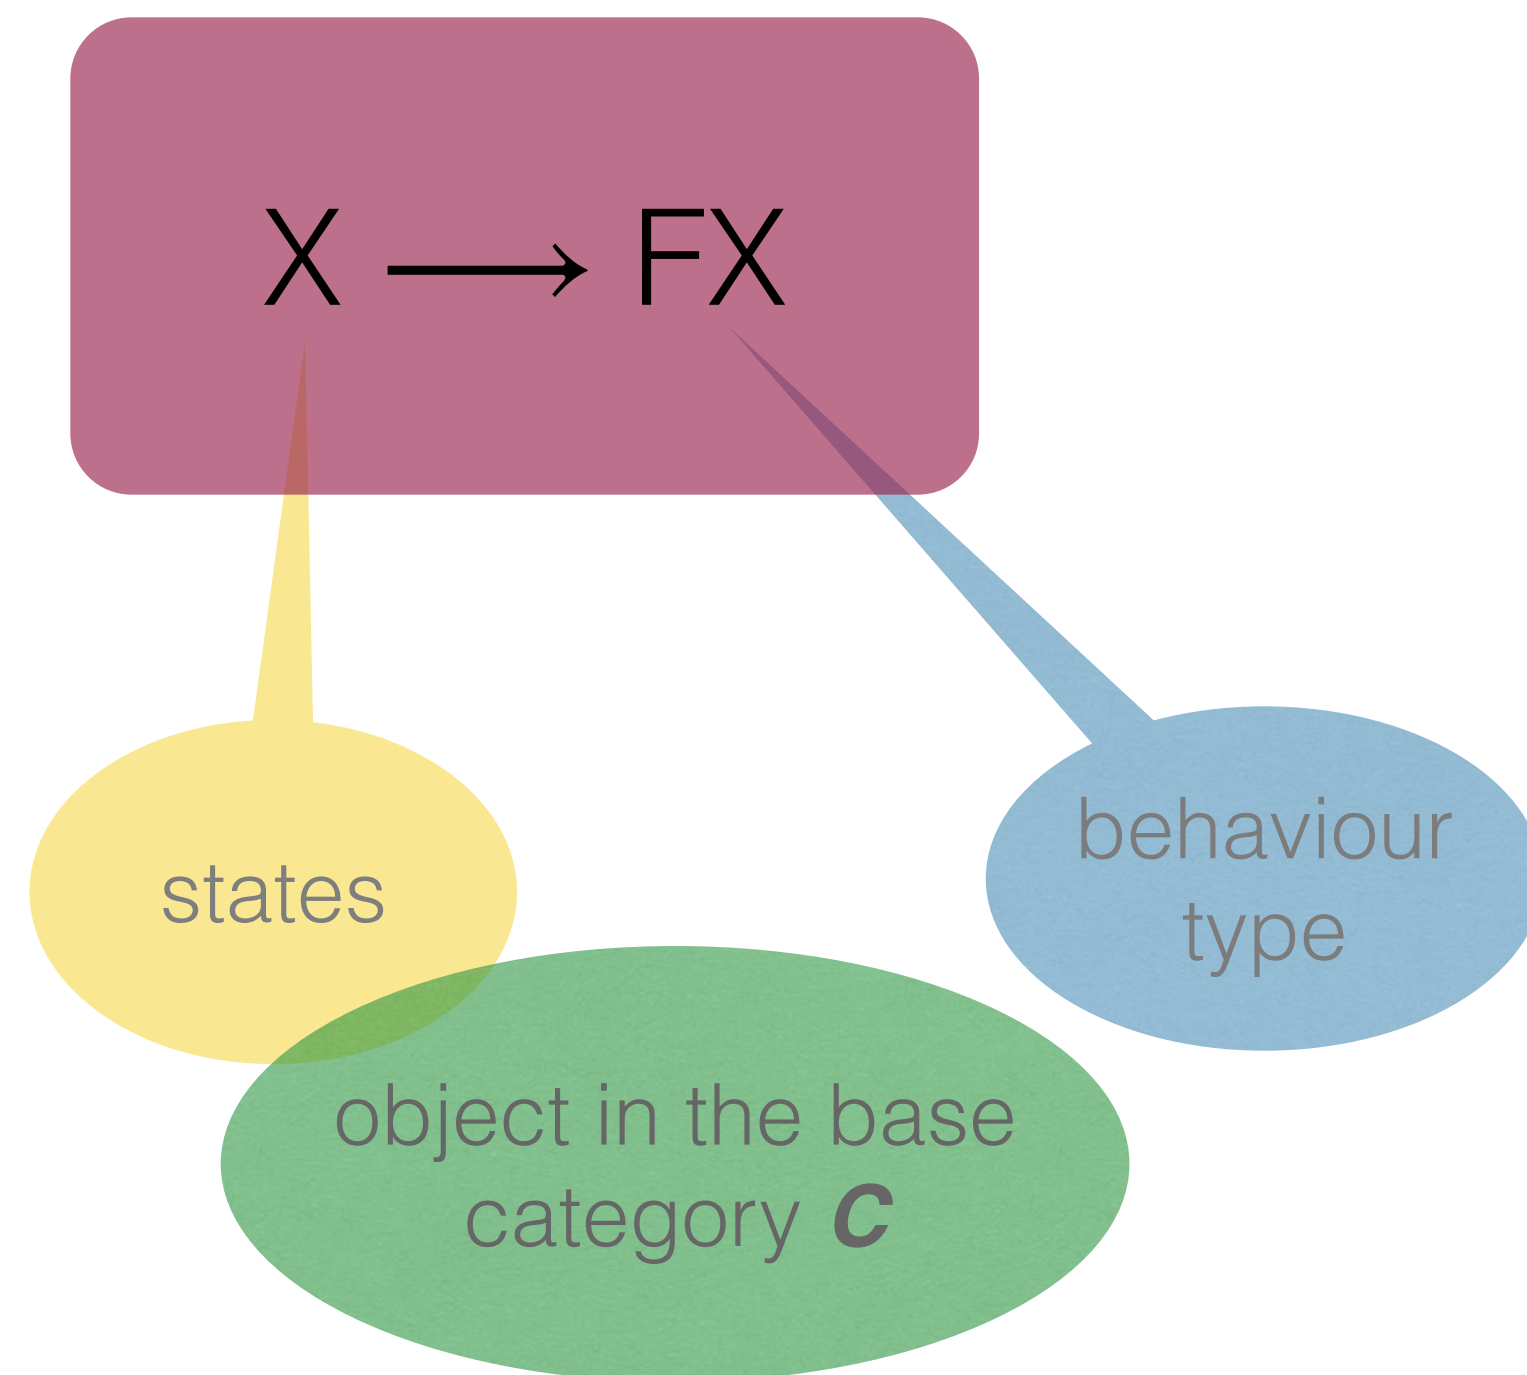 X ⟶ FX
states
behaviour
type
object in the base
category C